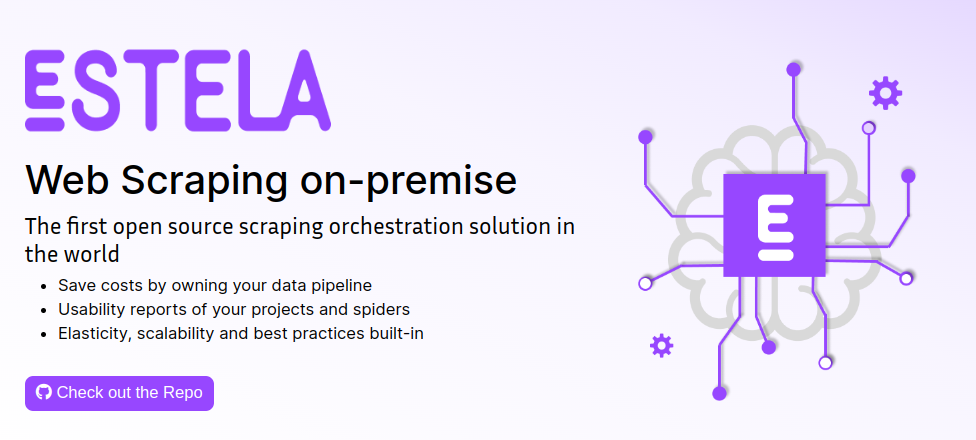 ESTELA
Web Scraping on-premise
The first open source scraping orchestration solution in
the world
• Save costs by owning your data pipeline
• Usability reports of your projects and spiders
• Elasticity, scalability and best practices built-in
Check out the Repo
E